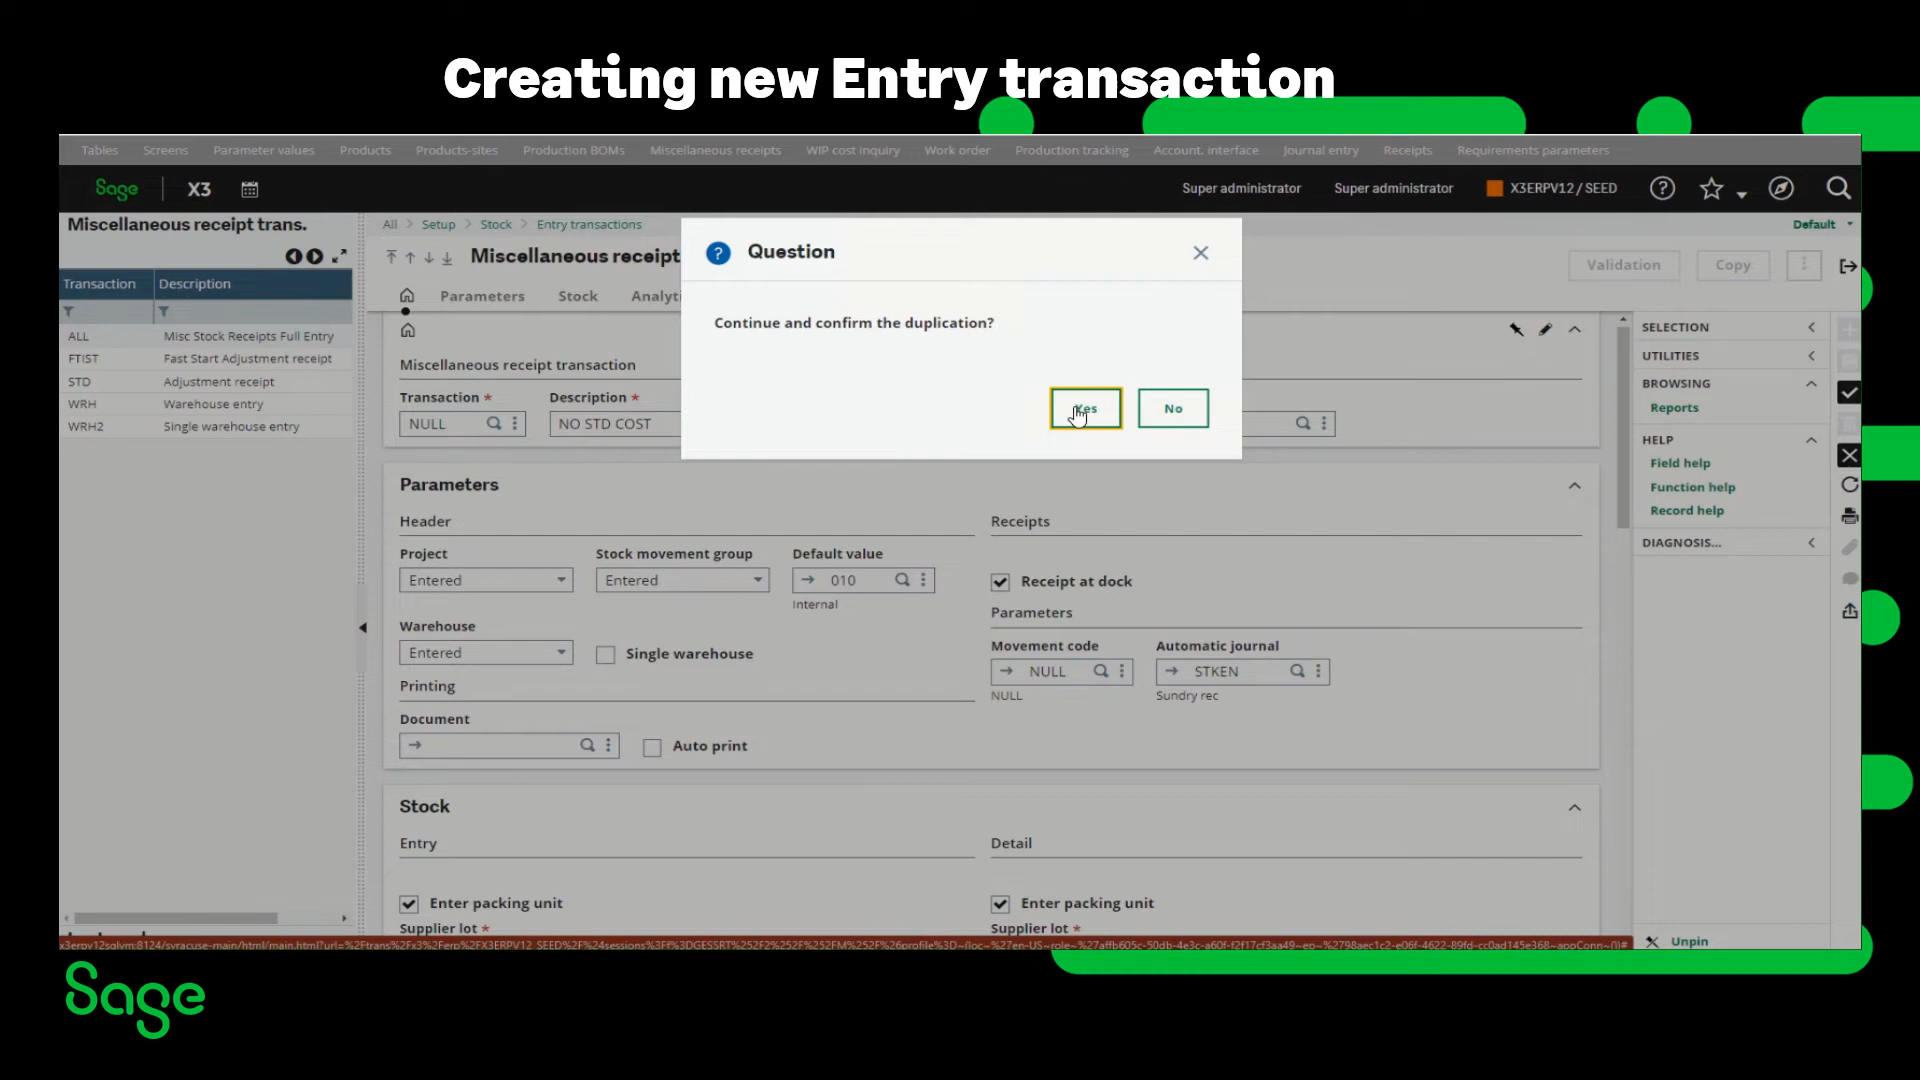 Creating new Entry transaction
Tables Screens Parameter values Products Products-sites Production BOMs Miscellaneous receipts WIP cost inquiry Work order Production tracking Account. interface Journal entry Receipts Requirements parameters
Sage X3 Super administrator Super administrator X3ERPV12 / SEED
Miscellaneous receipt trans.
All > Setup > Stock > Entry transactions
Default
Miscellaneous receipt
Validation Copy
Parameters Stock Analyti
Transaction Description
ALL Misc Stock Receipts Full Entry
FTIST Fast Start Adjustment receipt
STD Adjustment receipt
WRH Warehouse entry
WRH2 Single warehouse entry
Question
Continue and confirm the duplication?
Yes No
Miscellaneous receipt transaction
Transaction * Description *
NULL NO STD COST
Parameters
Header
Project Stock movement group Default value
Entered Entered 010
Internal
Warehouse
Entered Single warehouse
Printing
Document
Auto print
Receipts
Receipt at dock
Parameters
Movement code Automatic journal
NULL STKEN
NULL Sundry rec
Stock
Entry Detail
Enter packing unit Enter packing unit
Supplier lot * Supplier lot *
SELECTION
UTILITIES
BROWSING
Reports
HELP
Field help
Function help
Record help
DIAGNOSIS...
Unpin
Sage